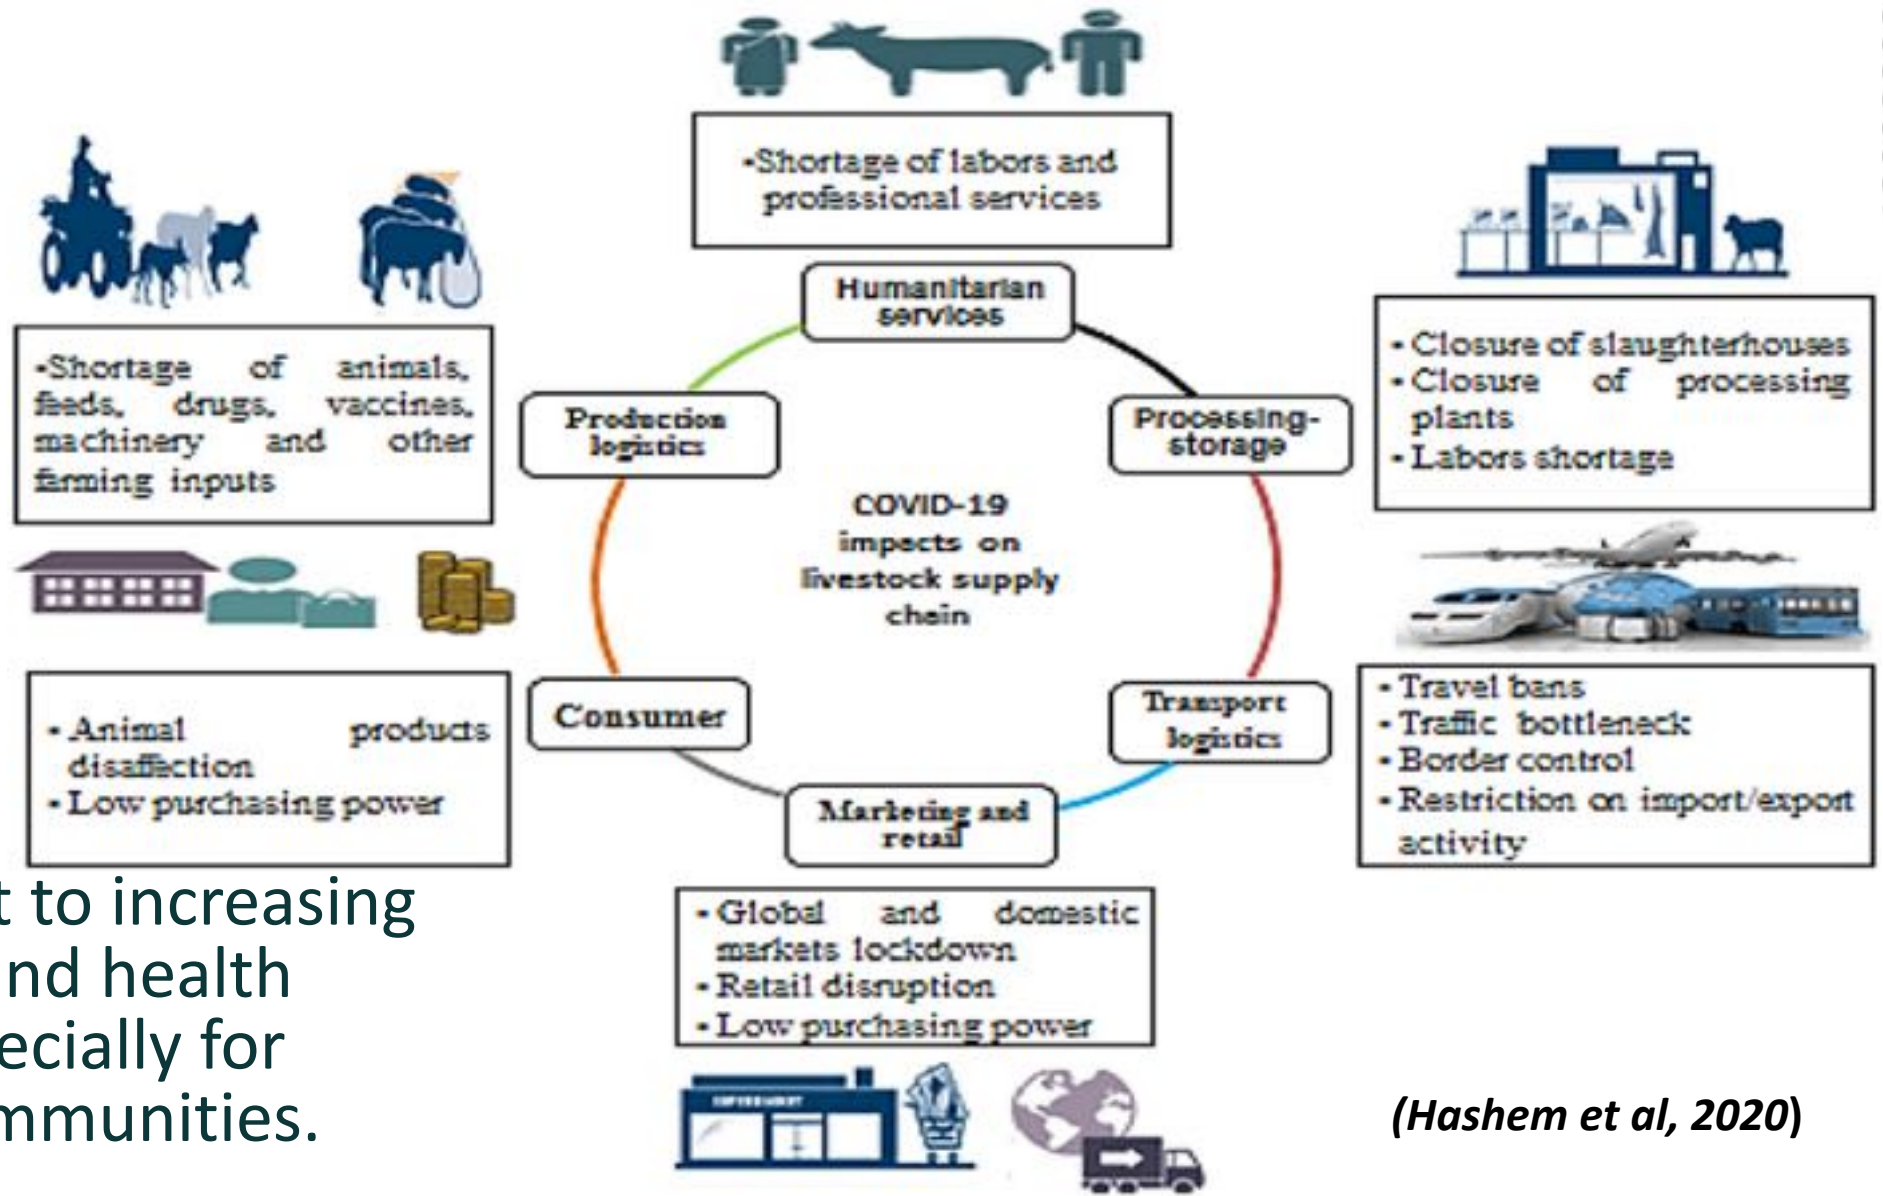 •Shortage of labors and
professional services
Humanitarian
services
•Shortage of animals,
feeds, drugs, vaccines,
machinery and other
farming inputs
Production
logistics
Processing-
storage
• Closure of slaughterhouses
• Closure of processing
plants
• Labors shortage
COVID-19
impacts on
livestock supply
chain
• Animal products
disaffection
• Low purchasing power
Consumer
Transport
logistics
• Travel bans
• Traffic bottleneck
• Border control
• Restriction on import/export
activity
Marketing and
retail
• Global and domestic
markets lockdown
• Retail disruption
• Low purchasing power
t to increasing
nd health
ecially for
mmunities.
SUPERMARKET
(Hashem et al, 2020)